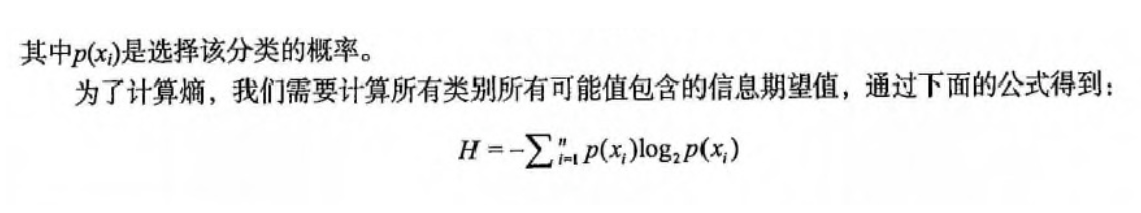 其中p(xᵢ)是选择该分类的概率。
为了计算熵，我们需要计算所有类别所有可能值包含的信息期望值，通过下面的公式得到：
H = -∑ⁿᵢ₌₁ p(xᵢ)log₂p(xᵢ)